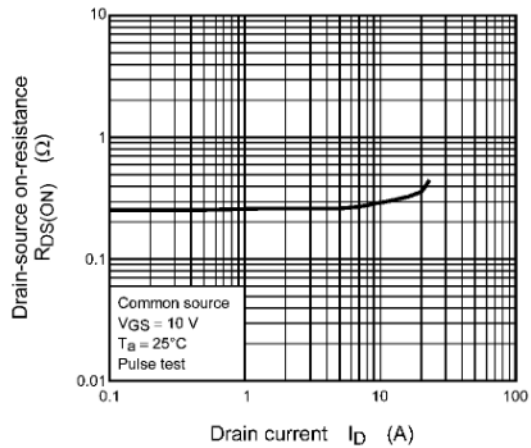 Drain-source on-resistance
RDS(ON) (Ω)
10
1
0.1
0.01
Common source
VGS = 10 V
Ta = 25°C
Pulse test
0.1
1
10
100
Drain current ID (A)